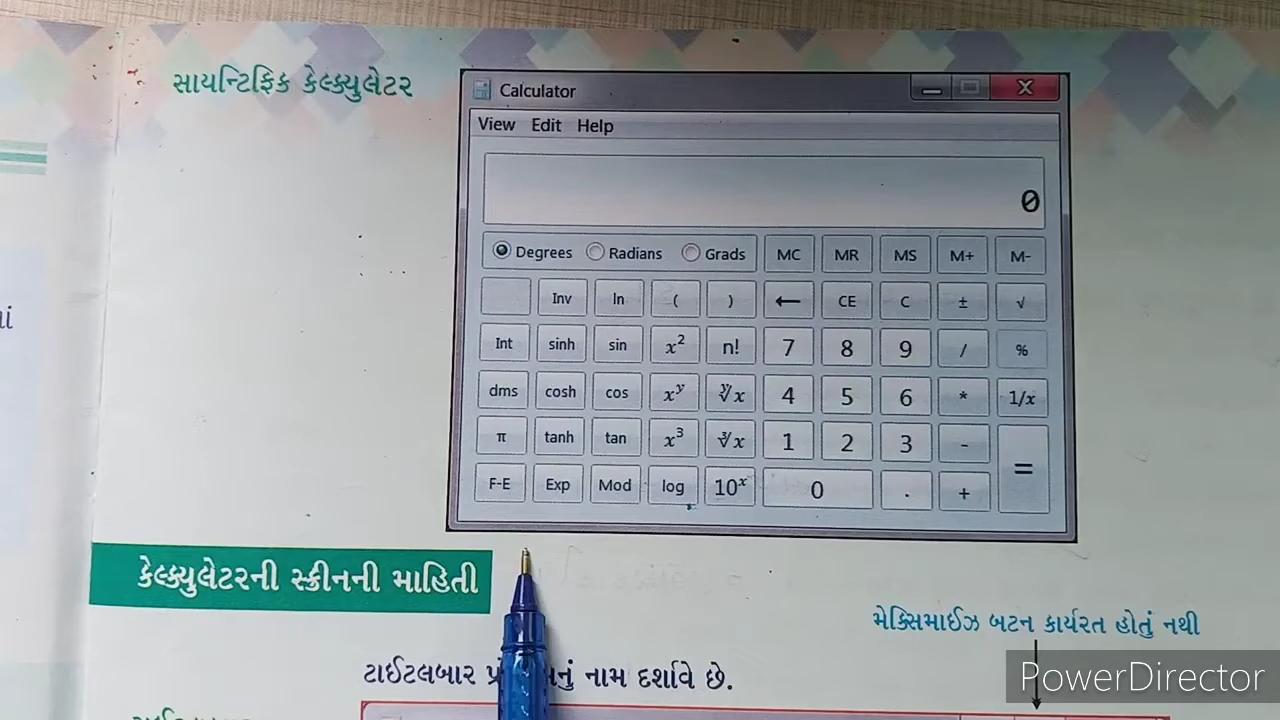 સાયન્ટિફિક કેલ્ક્યુલેટર
Calculator
View Edit Help
0
Degrees Radians Grads MC MR MS M+ M-
Inv ln ( ) ← CE C ± √
Int sinh sin x² n! 7 8 9 / %
dms cosh cos xʸ ʸ√x 4 5 6 * 1/x
π tanh tan x³ ³√x 1 2 3 - =
F-E Exp Mod log 10ˣ 0 . +
કેલ્ક્યુલેટરની સ્ક્રીનની માહિતી
મેક્સિમાઈઝ બટન કાર્યરત હોતું નથી
ટાઈટલબાર નામ દર્શાવે છે.
PowerDirector